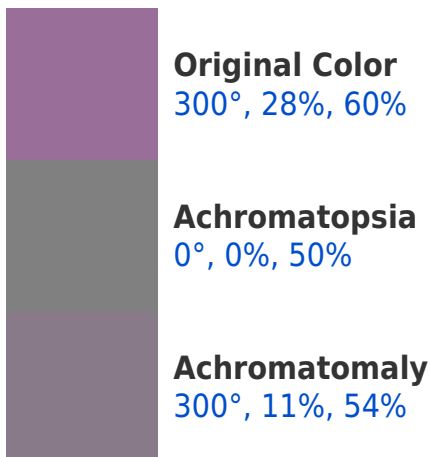 Original Color
300°, 28%, 60%
Achromatopsia
0°, 0%, 50%
Achromatomaly
300°, 11%, 54%